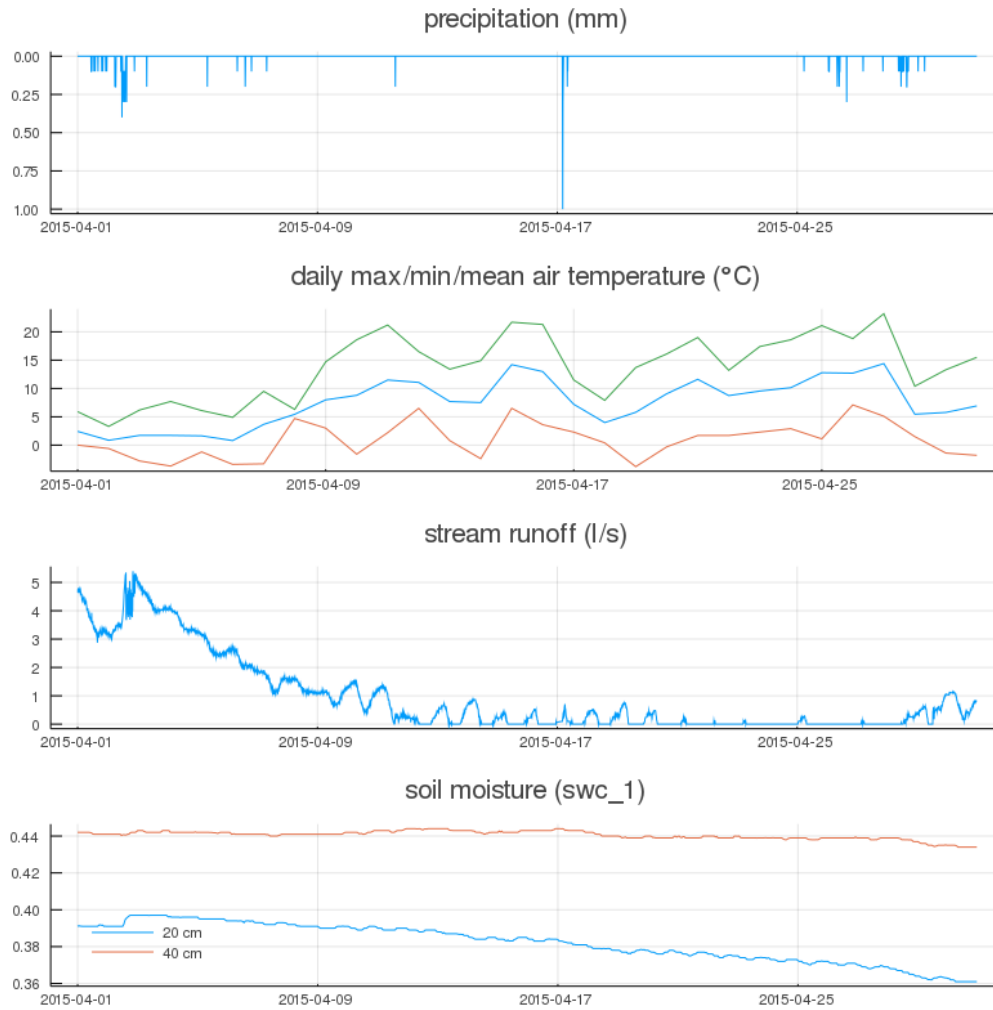 precipitation (mm)
0.00
0.25
0.50
0.75
1.00
2015-04-01 2015-04-09 2015-04-17 2015-04-25
daily max/min/mean air temperature (°C)
20
15
10
5
0
2015-04-01 2015-04-09 2015-04-17 2015-04-25
stream runoff (l/s)
5
4
3
2
1
0
2015-04-01 2015-04-09 2015-04-17 2015-04-25
soil moisture (swc_1)
0.44
0.42
0.40
0.38
0.36
20 cm
40 cm
2015-04-01 2015-04-09 2015-04-17 2015-04-25